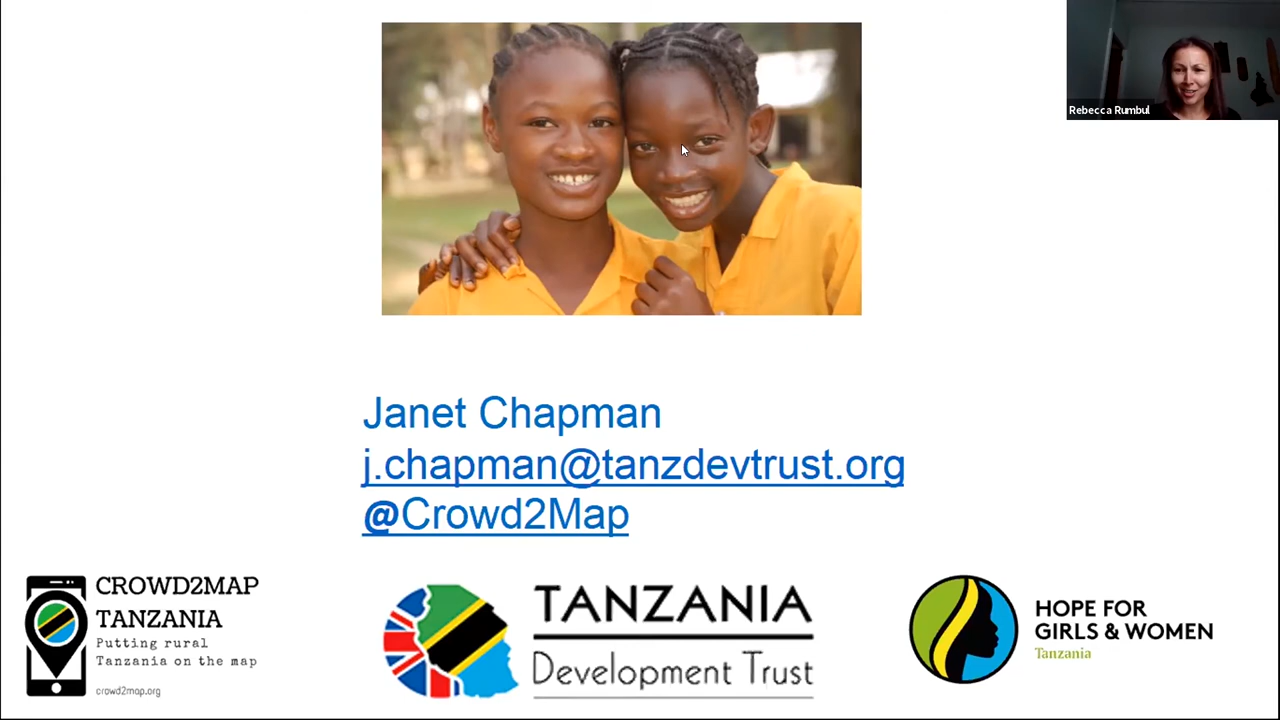 Rebecca Rumbul
Janet Chapman
j.chapman@tanzdevtrust.org
@Crowd2Map
CROWD2MAP
TANZANIA
Putting rural
Tanzania on the map
crowd2map.org
TANZANIA
Development Trust
HOPE FOR
GIRLS & WOMEN
Tanzania